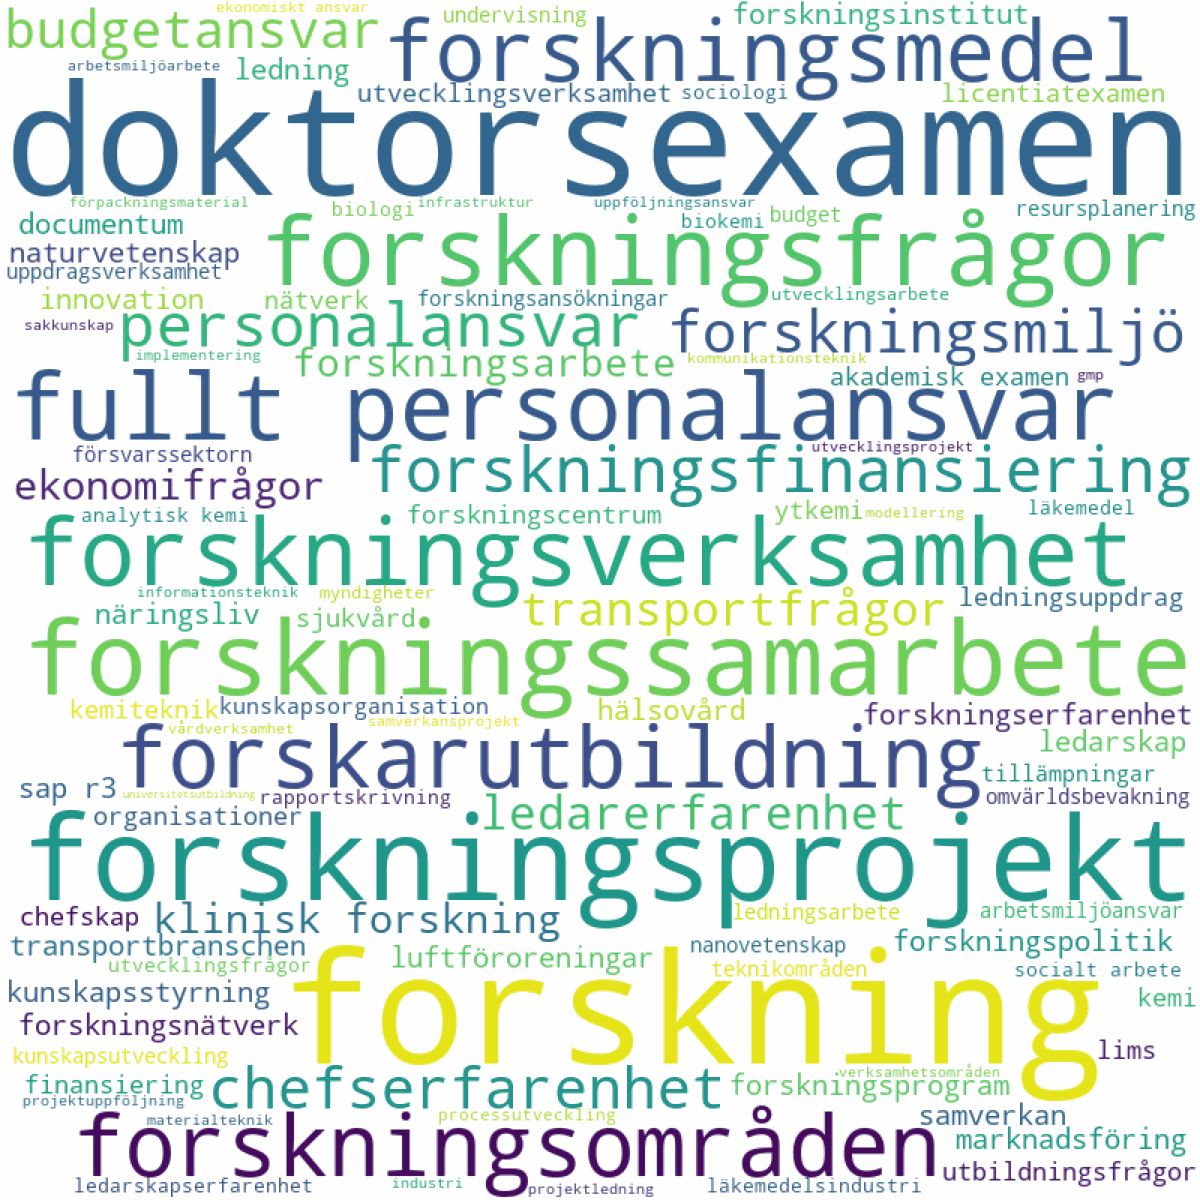 ekonomiskt ansvar
budgetansvar
undervisning
forskningsinstitut
forskningsmedel
arbetsmiljöarbete
ledning
utvecklingsverksamhet
sociologi
licentiatexamen
doktorsexamen
förpackningsmaterial
biologi
infrastruktur
uppföljningsansvar
biokemi
budget
resursplanering
documentum
forskningsfrågor
naturvetenskap
uppdragsverksamhet
innovation
nätverk
forskningsansökningar
utvecklingsarbete
sakkunskap
personalansvar
forskningsmiljö
implementering
forskningsarbete
kommunikationsteknik
akademisk examen
gmp
fullt personalansvar
försvarssektorn
utvecklingsprojekt
ekonomifrågor
forskningsfinansiering
analytisk kemi
forskningscentrum
ytkemi
modellering
läkemedel
forskningsverksamhet
informationsteknik
myndigheter
näringsliv
sjukvård
transportfrågor
ledningsuppdrag
forskningssamarbete
kemiteknik
kunskapsorganisation
hälsovård
forskningserfarenhet
vårdverksamhet
samverkansprojekt
forskarutbildning
ledarskap
sap r3
universitetsutbildning
rapportskrivning
tillämpningar
omvärldsbevakning
organisationer
ledarerfarenhet
forskningsprojekt
chefskap
klinisk forskning
ledningsarbete
arbetsmiljöansvar
transportbranschen
nanovetenskap
forskningspolitik
utvecklingsfrågor
luftföroreningar
teknikområden
socialt arbete
forskning
kunskapsstyrning
kemi
forskningsnätverk
lims
kunskapsutveckling
verksamhetsområden
finansiering
chefserfarenhet
forskningsprogram
projektuppföljning
materialteknik
processutveckling
samverkan
forskningsområden
marknadsföring
utbildningsfrågor
ledarskapserfarenhet
industri
projektledning
läkemedelsindustri